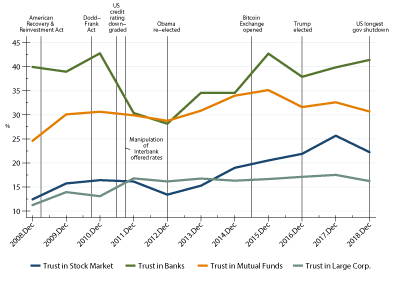 American
Recovery &
Reinvestment Act
Dodd–
Frank
Act
US
credit
rating
down–
graded
Obama
re–elected
Bitcoin
Exchange
opened
Trump
elected
US longest
gov shutdown
45
40
35
30
25
20
15
10
%
Manipulation
of
Interbank
offered rates
2008.Dec
2009.Dec
2010.Dec
2011.Dec
2012.Dec
2013.Dec
2014.Dec
2015.Dec
2016.Dec
2017.Dec
2018.Dec
Trust in Stock Market Trust in Banks Trust in Mutual Funds Trust in Large Corp.